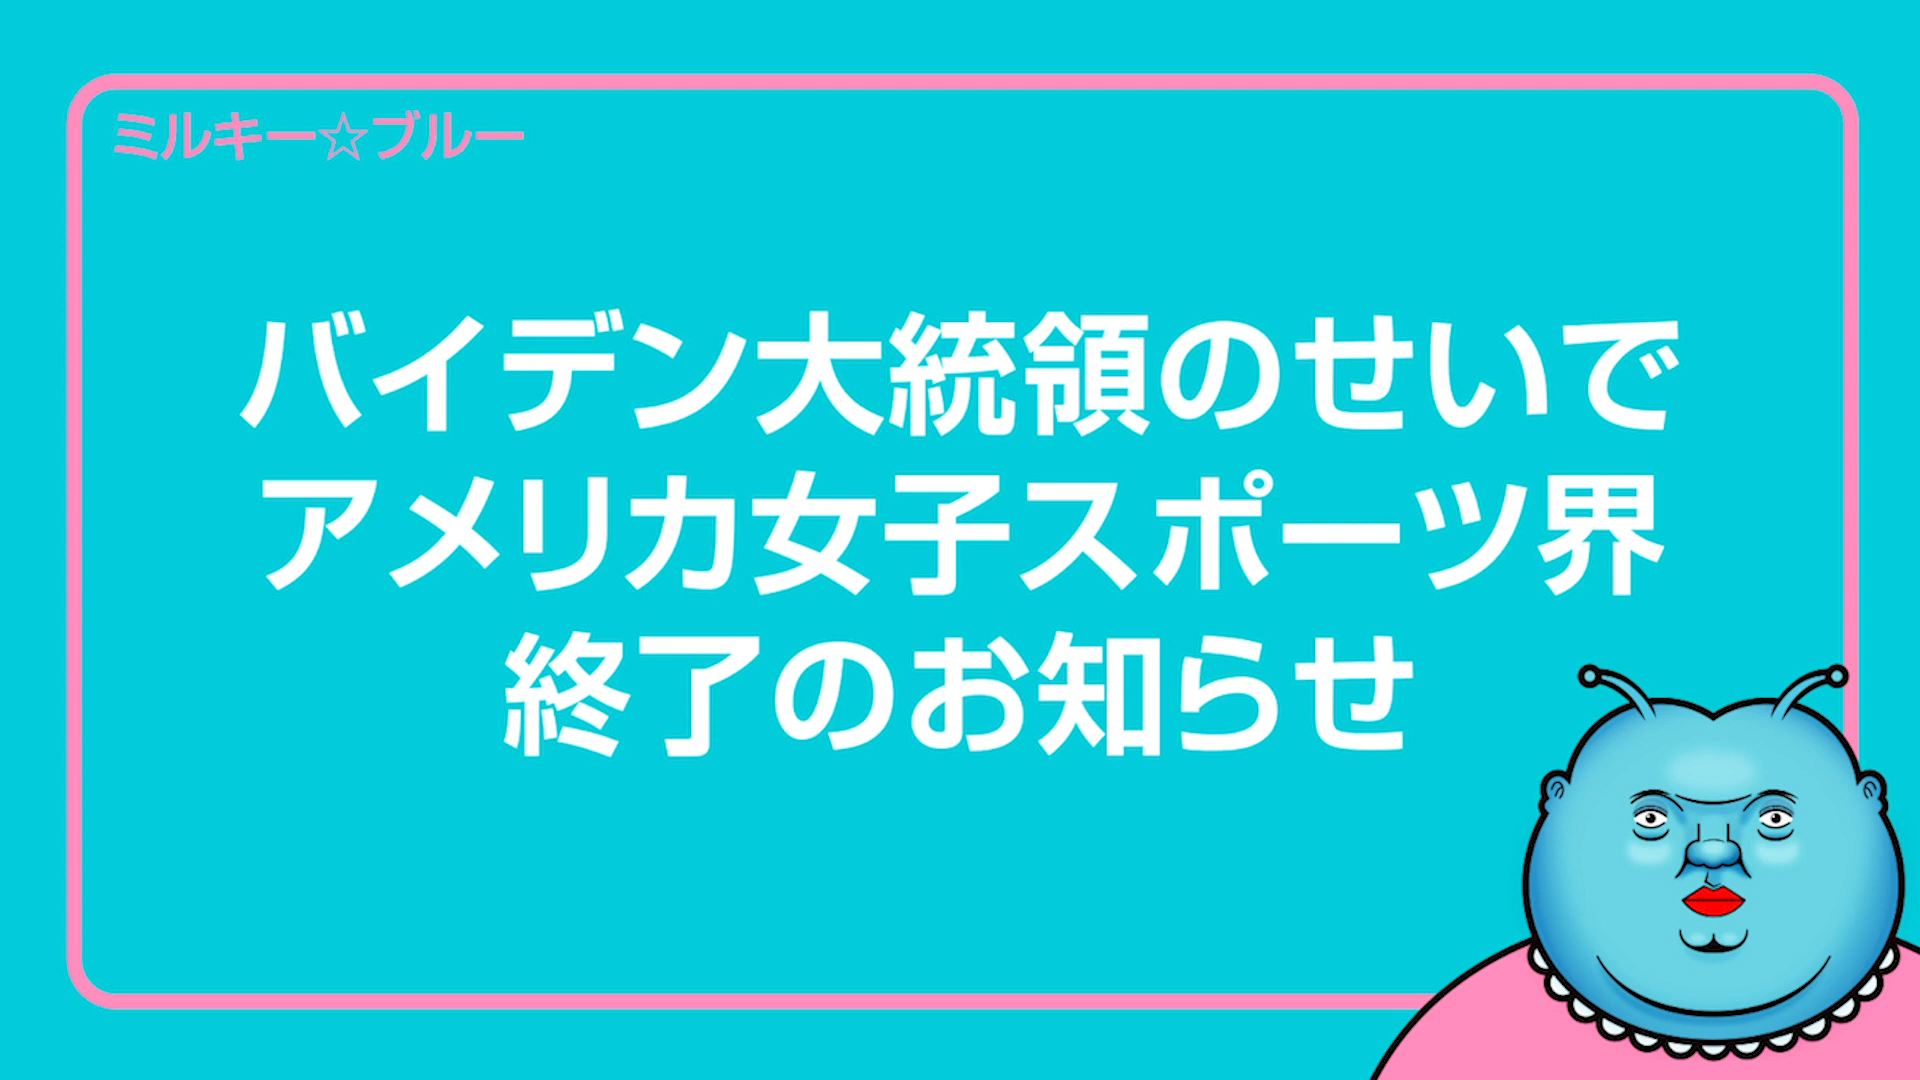 ミルキー☆ブルー
バイデン大統領のせいで
アメリカ女子スポーツ界
終了のお知らせ